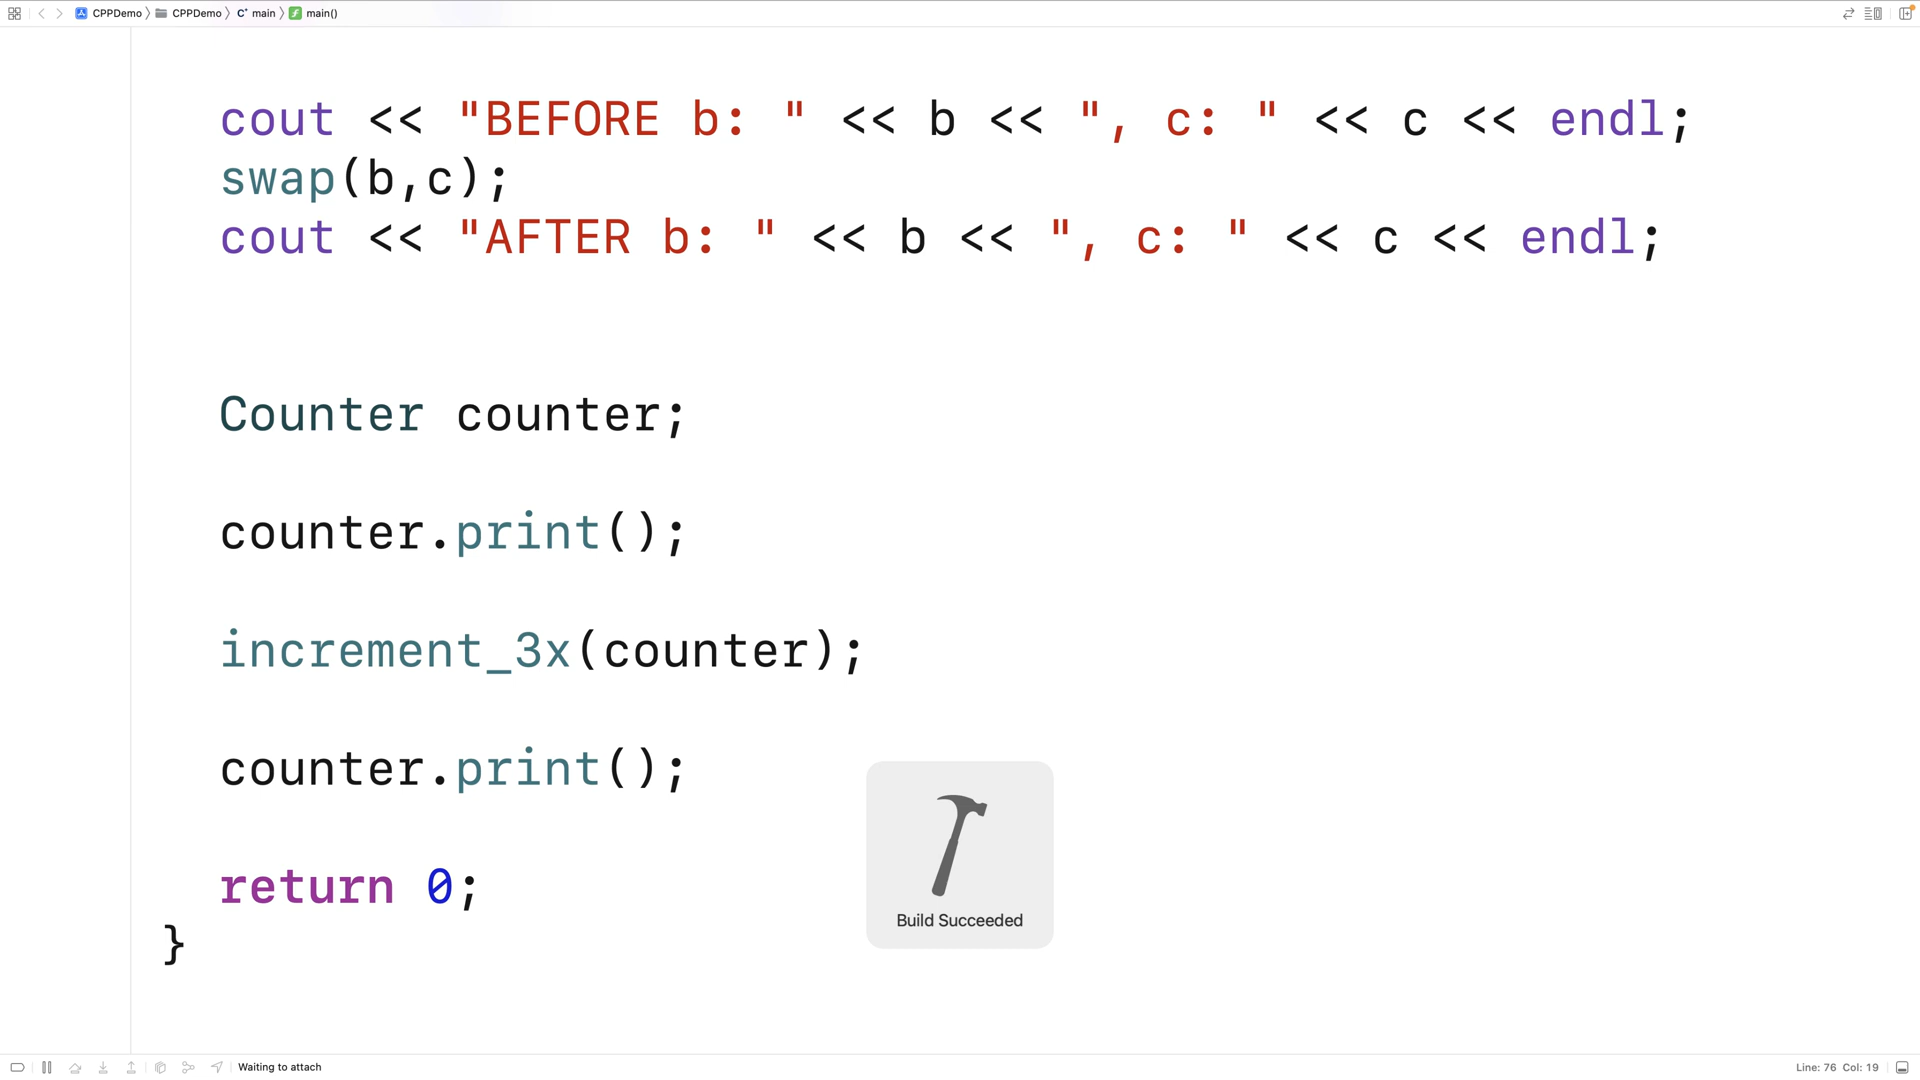 CPPDemo CPPDemo main main()
cout << "BEFORE b: " << b << ", c: " << c << endl;
swap(b,c);
cout << "AFTER b: " << b << ", c: " << c << endl;
Counter counter;
counter.print();
increment_3x(counter);
counter.print();
return 0;
}
Build Succeeded
Waiting to attach
Line: 76 Col: 19